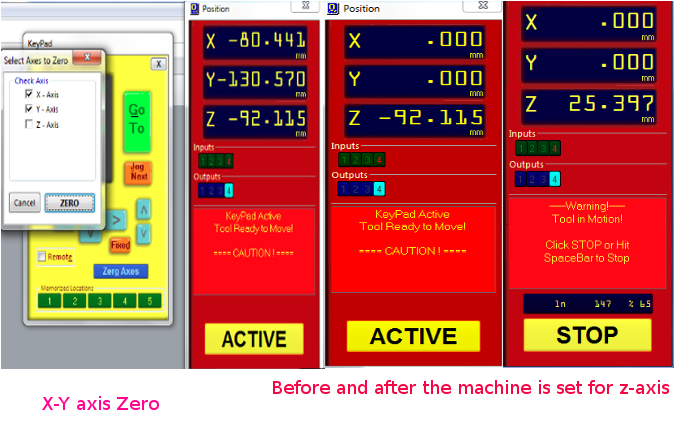 KeyPad
Select Axes to Zero
X
Check Axis
X - Axis
Y - Axis
Z - Axis
Cancel
ZERO
X
Go
To
Jog
Next
>
Fixed
Remote
Zero Axes
Memorized Locations
1 2 3 4 5
Position
X -80.441
mm
Y-130.570
mm
Z -92.115
mm
Inputs
1 2 3 4
Outputs
1 2 3 4
KeyPad Active
Tool Ready to Move!
==== CAUTION ! ====
ACTIVE
Position
X .000
mm
Y .000
mm
Z -92.115
mm
Inputs
1 2 3 4
Outputs
1 2 3 4
KeyPad Active
Tool Ready to Move!
==== CAUTION ! ====
ACTIVE
X .000
mm
Y .000
mm
Z 25.397
mm
Inputs
1 2 3 4
Outputs
1 2 3 4
-----Warning!-----
Tool in Motion!
Click STOP or Hit
SpaceBar to Stop
147 % 65
STOP
X-Y axis Zero
Before and after the machine is set for z-axis